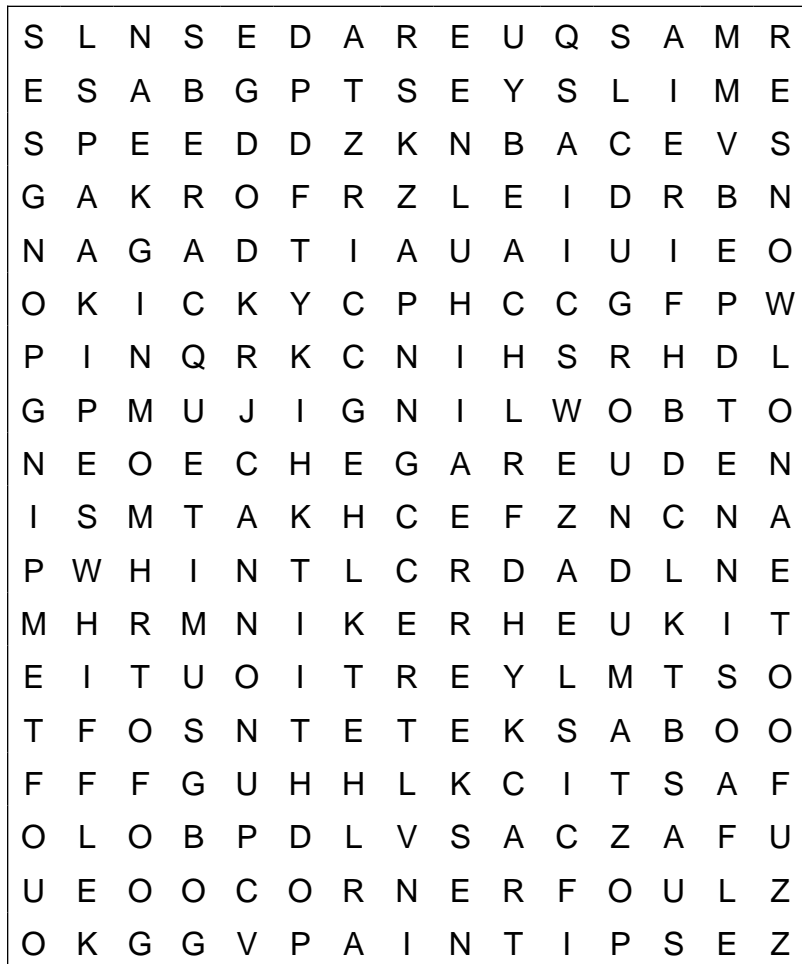 S L N S E D A R E U Q S A M R
E S A B G P T S E Y S L I M E
S P E E D D Z K N B A C E V S
G A K R O F R Z L E I D R B N
N A G A D T I A U A I U I E O
O K I C K Y C P H C C G F P W
P I N Q R K C N I H S R H D L
G P M U J I G N I L W O B T O
N E O E C H E G A R E U D E N
I S M T A K H C E F Z N C N A
P W H I N T L C R D A D L N E
M H R M N I K E R H E U K I T
E I T U O I T R E Y L M T S O
T F O S N T E T E K S A B O O
F F F G U H H L K C I T S A F
O L O B P D L V S A C Z A F U
U E O O C O R N E R F O U L Z
O K G G V P A I N T I P S E Z